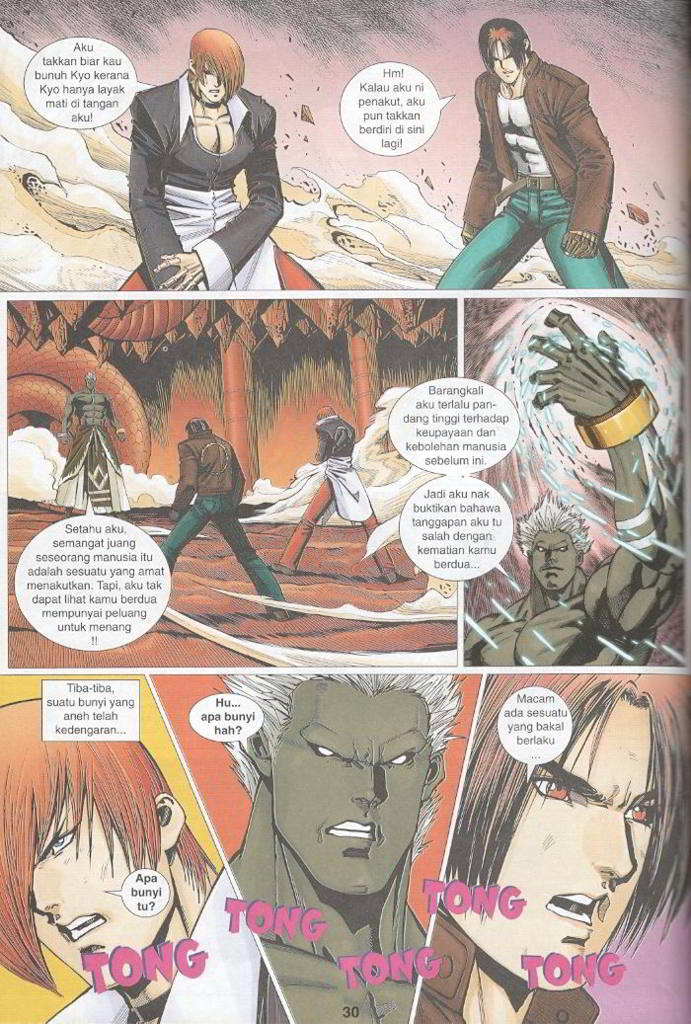 Aku
takkan biar kau
bunuh Kyo kerana
Kyo hanya layak
mati di tangan
aku!
Hm!
Kalau aku ni
penakut, aku
pun takkan
berdiri di sini
lagi!
Setahu aku,
semangat juang
seseorang manusia itu
adalah sesuatu yang amat
menakutkan. Tapi, aku tak
dapat lihat kamu berdua
mempunyai peluang
untuk menang
!!
Barangkali
aku terlalu pan-
dang tinggi terhadap
keupayaan dan
kebolehan manusia
sebelum ini.
Jadi aku nak
buktikan bahawa
tanggapan aku tu
salah dengan
kematian kamu
berdua...
Tiba-tiba,
suatu bunyi yang
aneh telah
kedengaran...
Apa
bunyi
tu?
Hu...
apa bunyi
hah?
Macam
ada sesuatu
yang bakal
berlaku
...
TONG
TONG
TONG
TONG
TONG
30